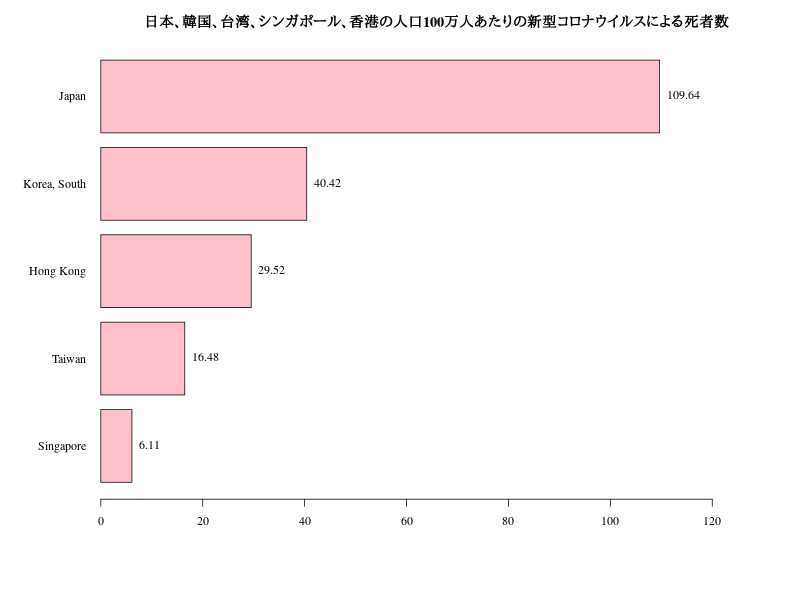 日本、韓国、台湾、シンガポール、香港の人口100万人あたりの新型コロナウイルスによる死者数
Japan 109.64
Korea, South 40.42
Hong Kong 29.52
Taiwan 16.48
Singapore 6.11
0 20 40 60 80 100 120